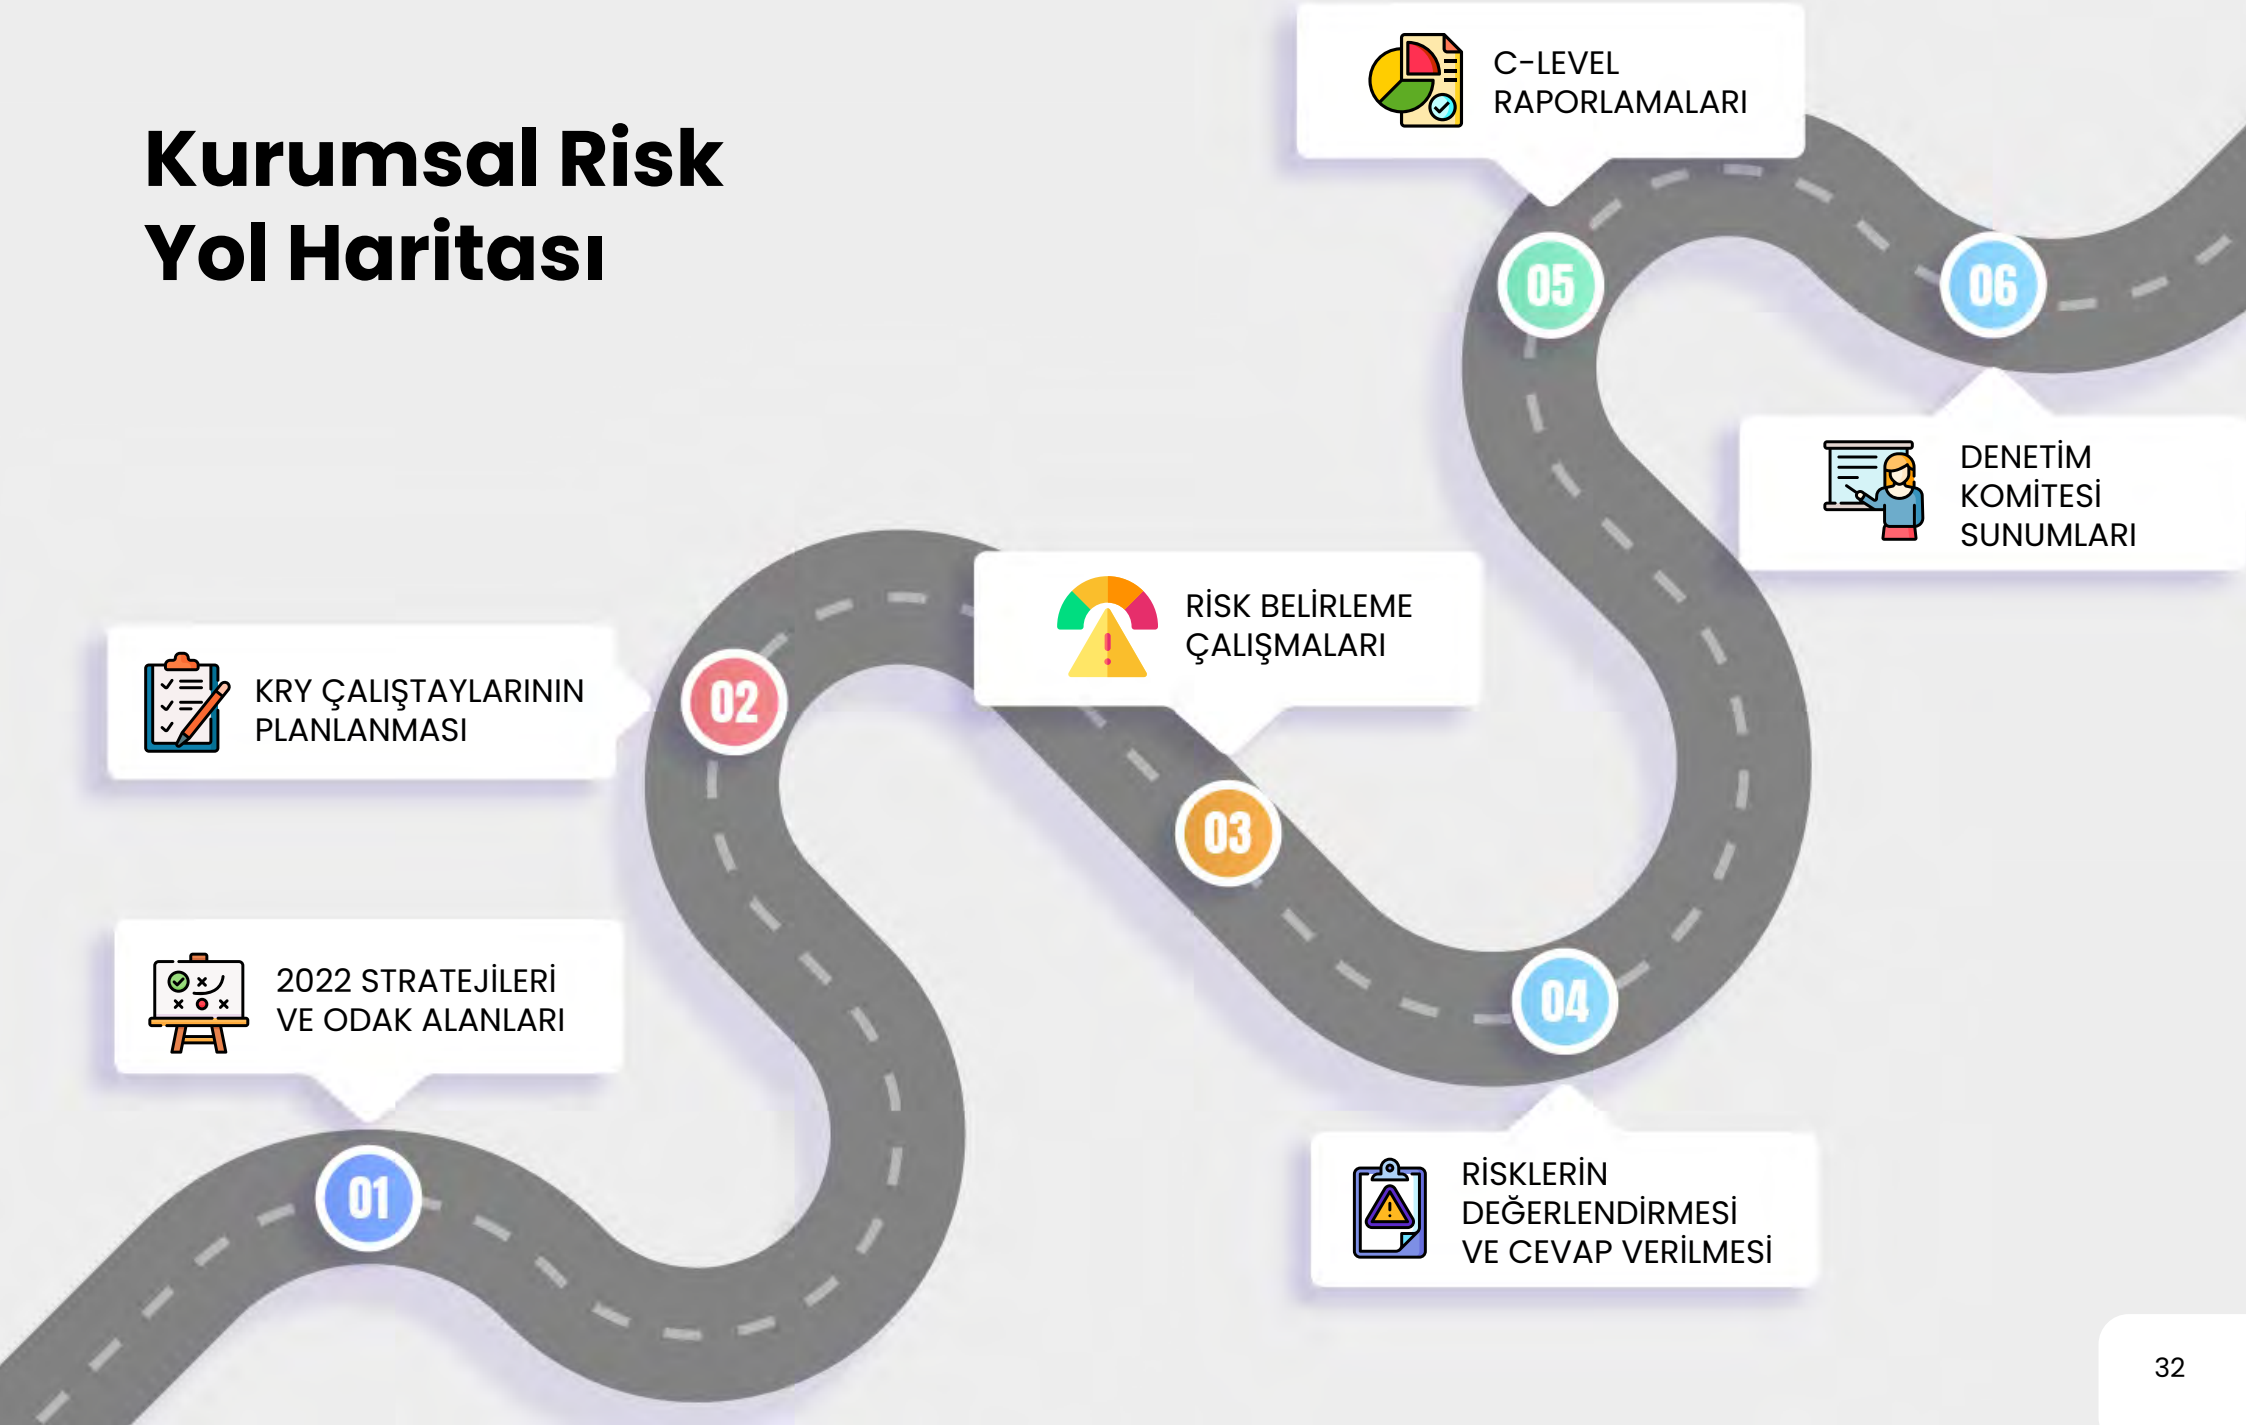 Kurumsal Risk
Yol Haritası
01
2022 STRATEJİLERİ
VE ODAK ALANLARI
02
KRY ÇALIŞTAYLARININ
PLANLANMASI
03
RİSK BELİRLEME
ÇALIŞMALARI
04
RİSKLERİN
DEĞERLENDİRMESİ
VE CEVAP VERİLMESİ
05
C-LEVEL
RAPORLAMALARI
06
DENETİM
KOMİTESİ
SUNUMLARI
32